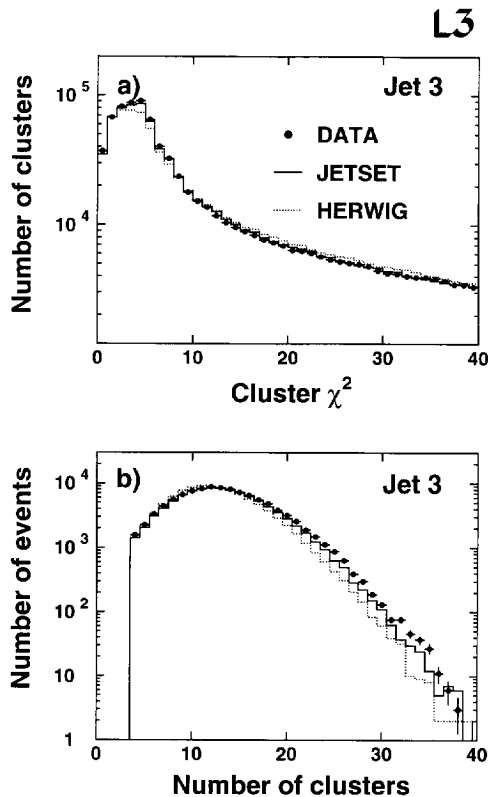 L3
a)
Jet 3
DATA
JETSET
HERWIG
Number of clusters
10^5
10^4
0
10
20
30
40
Cluster χ^2
b)
Jet 3
Number of events
10^4
10^3
10^2
10
1
0
10
20
30
40
Number of clusters